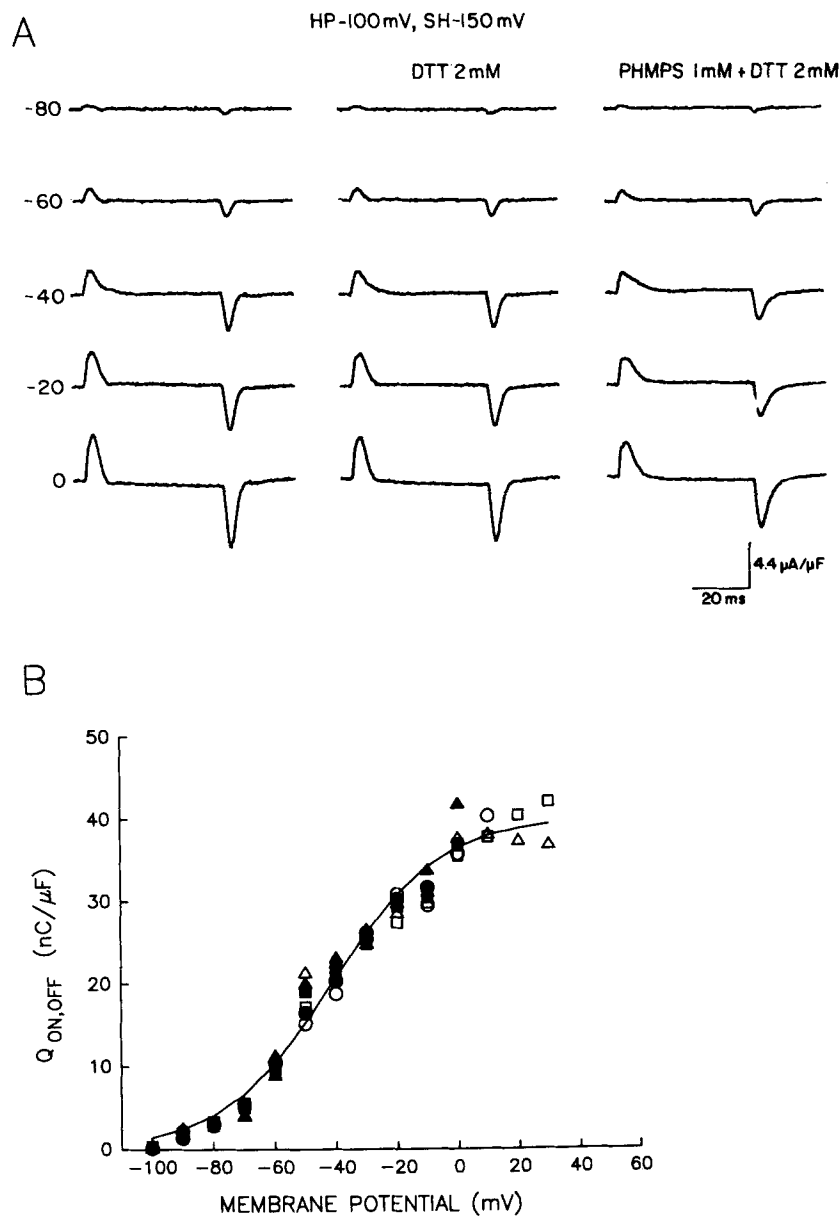 A
HP-100mV, SH-150mV
DTT 2mM
PHMPS 1mM + DTT 2mM
-80
-60
-40
-20
0
4.4 μA/μF
20 ms
B
50
40
30
20
10
0
Q ON,OFF (nC/μF)
-100 -80 -60 -40 -20 0 20 40 60
MEMBRANE POTENTIAL (mV)